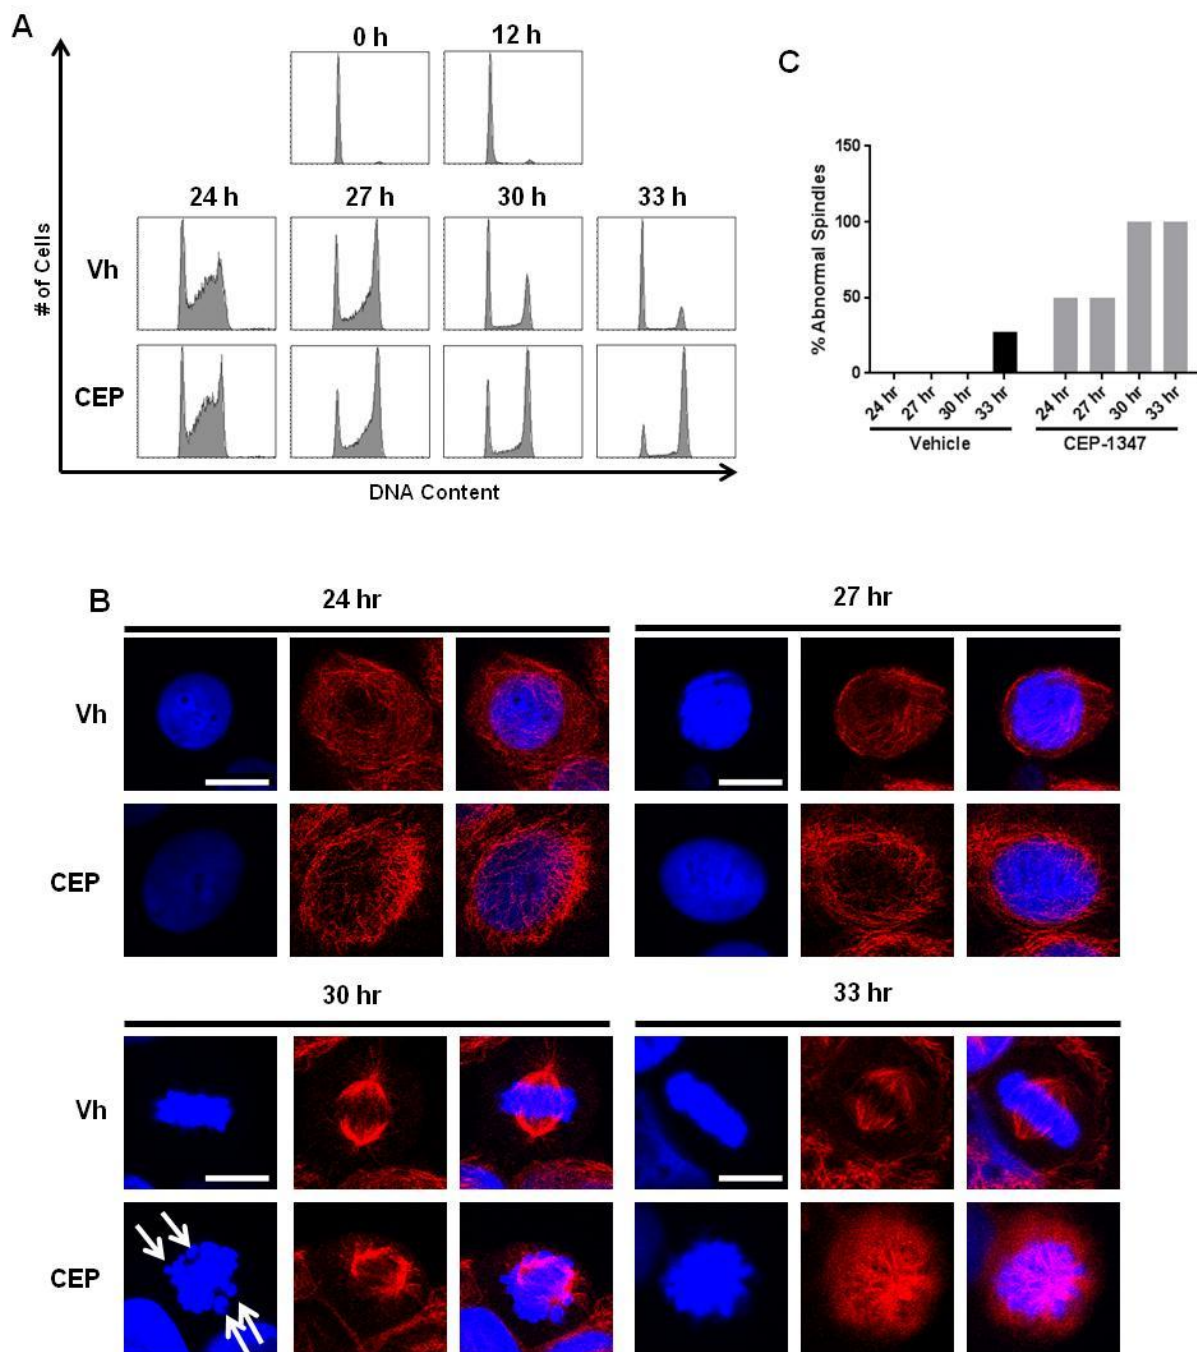 A
0 h
12 h
24 h
27 h
30 h
33 h
Vh
CEP
# of Cells
DNA Content
C
% Abnormal Spindles
150
100
50
0
24 hr
27 hr
30 hr
33 hr
24 hr
27 hr
30 hr
33 hr
Vehicle
CEP-1347
B
24 hr
27 hr
Vh
CEP
30 hr
33 hr
Vh
CEP